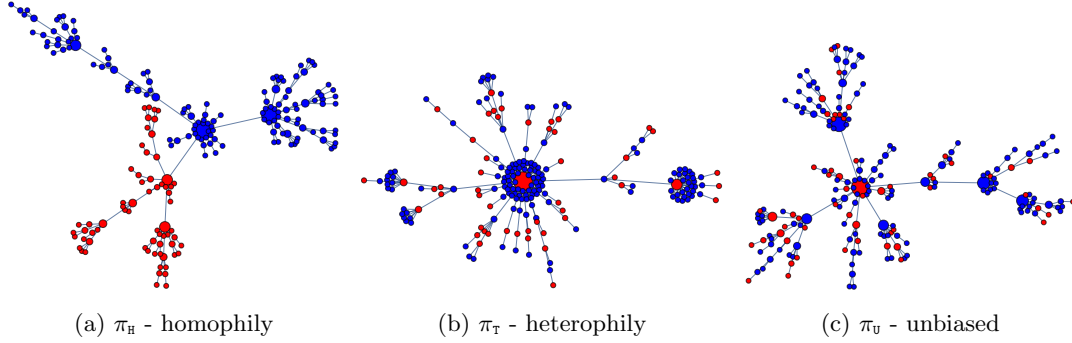 (a) π_H - homophily
(b) π_T - heterophily
(c) π_U - unbiased